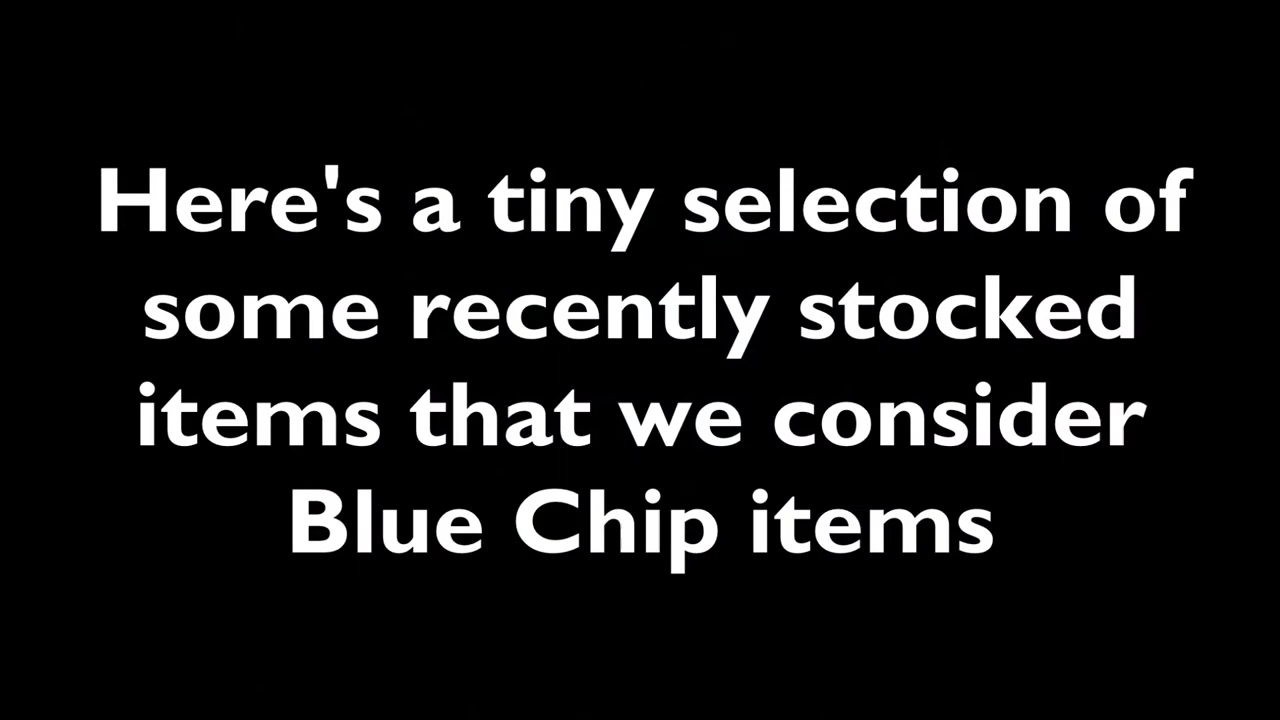 Here's a tiny selection of
some recently stocked
items that we consider
Blue Chip items